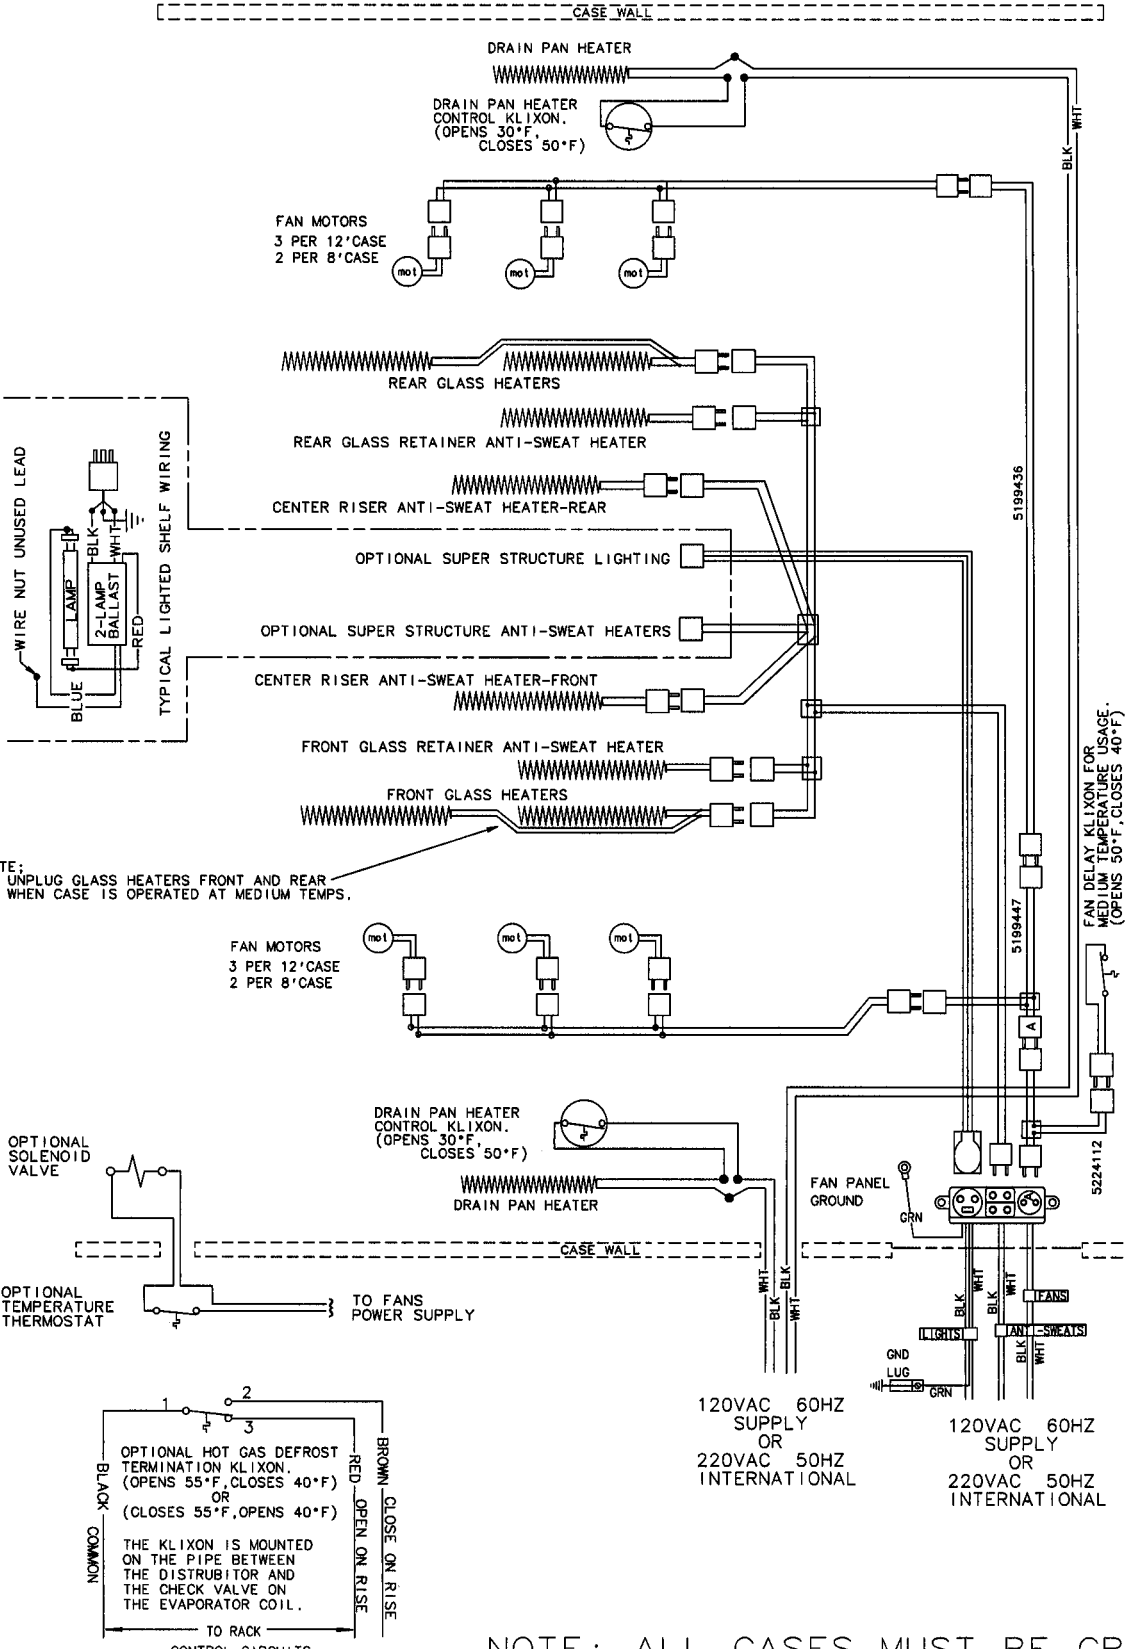 CASE WALL
DRAIN PAN HEATER
DRAIN PAN HEATER
CONTROL KLIXON.
(OPENS 30°F,
CLOSES 50°F)
BLK
WHT
FAN MOTORS
3 PER 12'CASE
2 PER 8'CASE
mot
mot
mot
REAR GLASS HEATERS
REAR GLASS RETAINER ANTI-SWEAT HEATER
CENTER RISER ANTI-SWEAT HEATER-REAR
OPTIONAL SUPER STRUCTURE LIGHTING
OPTIONAL SUPER STRUCTURE ANTI-SWEAT HEATERS
CENTER RISER ANTI-SWEAT HEATER-FRONT
FRONT GLASS RETAINER ANTI-SWEAT HEATER
FRONT GLASS HEATERS
WIRE NUT UNUSED LEAD
LAMP
BLK
WHT
2-LAMP
BALLAST
RED
BLUE
TYPICAL LIGHTED SHELF WIRING
5199436
TE;
UNPLUG GLASS HEATERS FRONT AND REAR
WHEN CASE IS OPERATED AT MEDIUM TEMPS.
FAN DELAY KLIXON FOR
MEDIUM TEMPERATURE USAGE.
(OPENS 50°F,CLOSES 40°F)
5199447
FAN MOTORS
3 PER 12'CASE
2 PER 8'CASE
mot
mot
mot
A
DRAIN PAN HEATER
CONTROL KLIXON.
(OPENS 30°F,
CLOSES 50°F)
DRAIN PAN HEATER
5224112
OPTIONAL
SOLENOID
VALVE
FAN PANEL
GROUND
GRN
A
CASE WALL
OPTIONAL
TEMPERATURE
THERMOSTAT
TO FANS
POWER SUPPLY
WHT
BLK
BLK
WHT
BLK
WHT
BLK
WHT
FANS
LIGHTS
ANTI-SWEATS
BLK
WHT
GND
LUG
GRN
120VAC 60HZ
SUPPLY
OR
220VAC 50HZ
INTERNATIONAL
120VAC 60HZ
SUPPLY
OR
220VAC 50HZ
INTERNATIONAL
1
2
3
OPTIONAL HOT GAS DEFROST
TERMINATION KLIXON.
(OPENS 55°F,CLOSES 40°F)
OR
(CLOSES 55°F,OPENS 40°F)
THE KLIXON IS MOUNTED
ON THE PIPE BETWEEN
THE DISTRUBITOR AND
THE CHECK VALVE ON
THE EVAPORATOR COIL.
BLACK COMMON
RED OPEN ON RISE
BROWN CLOSE ON RISE
TO RACK
NOTE: ALL CASES MUST BE GR